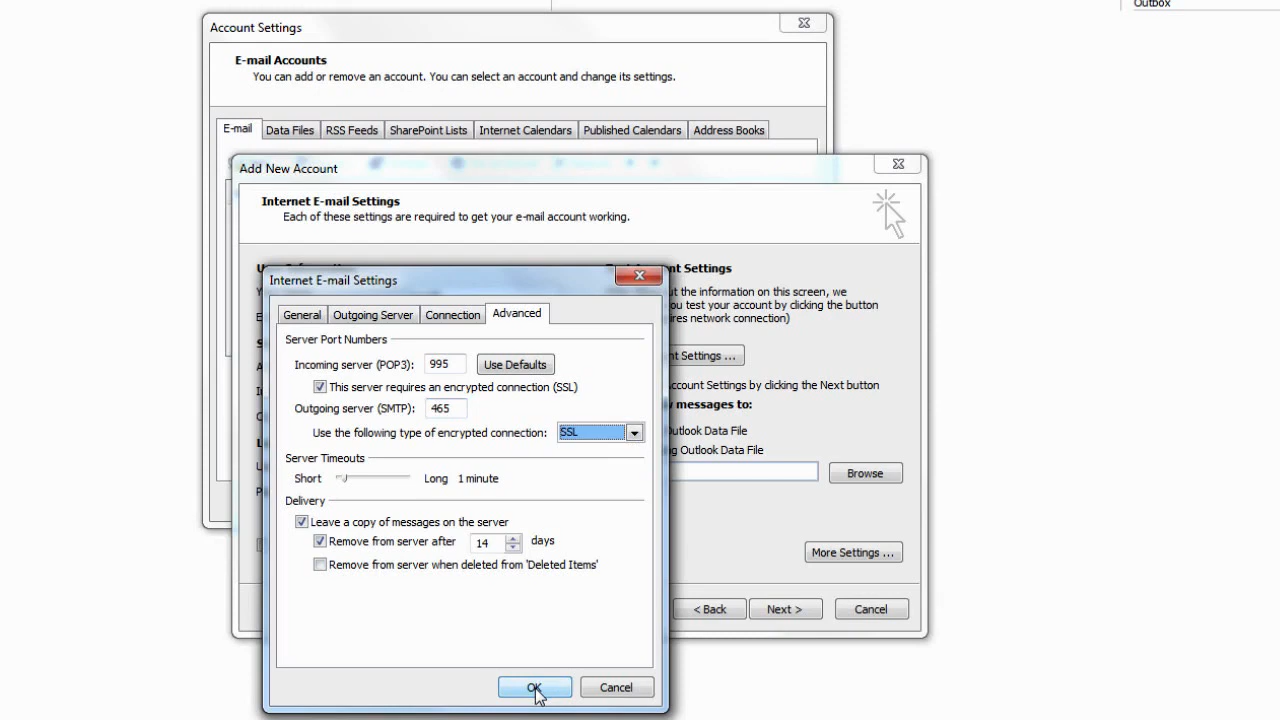 Outbox
Account Settings
E-mail Accounts
You can add or remove an account. You can select an account and change its settings.
E-mail Data Files RSS Feeds SharePoint Lists Internet Calendars Published Calendars Address Books
Add New Account
Internet E-mail Settings
Each of these settings are required to get your e-mail account working.
Account Settings
out the information on this screen, we
you test your account by clicking the button
ires network connection)
nt Settings ...
Account Settings by clicking the Next button
messages to:
Outlook Data File
ng Outlook Data File
Browse
More Settings ...
< Back Next > Cancel
Internet E-mail Settings
General Outgoing Server Connection Advanced
Server Port Numbers
Incoming server (POP3): 995 Use Defaults
This server requires an encrypted connection (SSL)
Outgoing server (SMTP): 465
Use the following type of encrypted connection: SSL
Server Timeouts
Short Long 1 minute
Delivery
Leave a copy of messages on the server
Remove from server after 14 days
Remove from server when deleted from 'Deleted Items'
OK Cancel